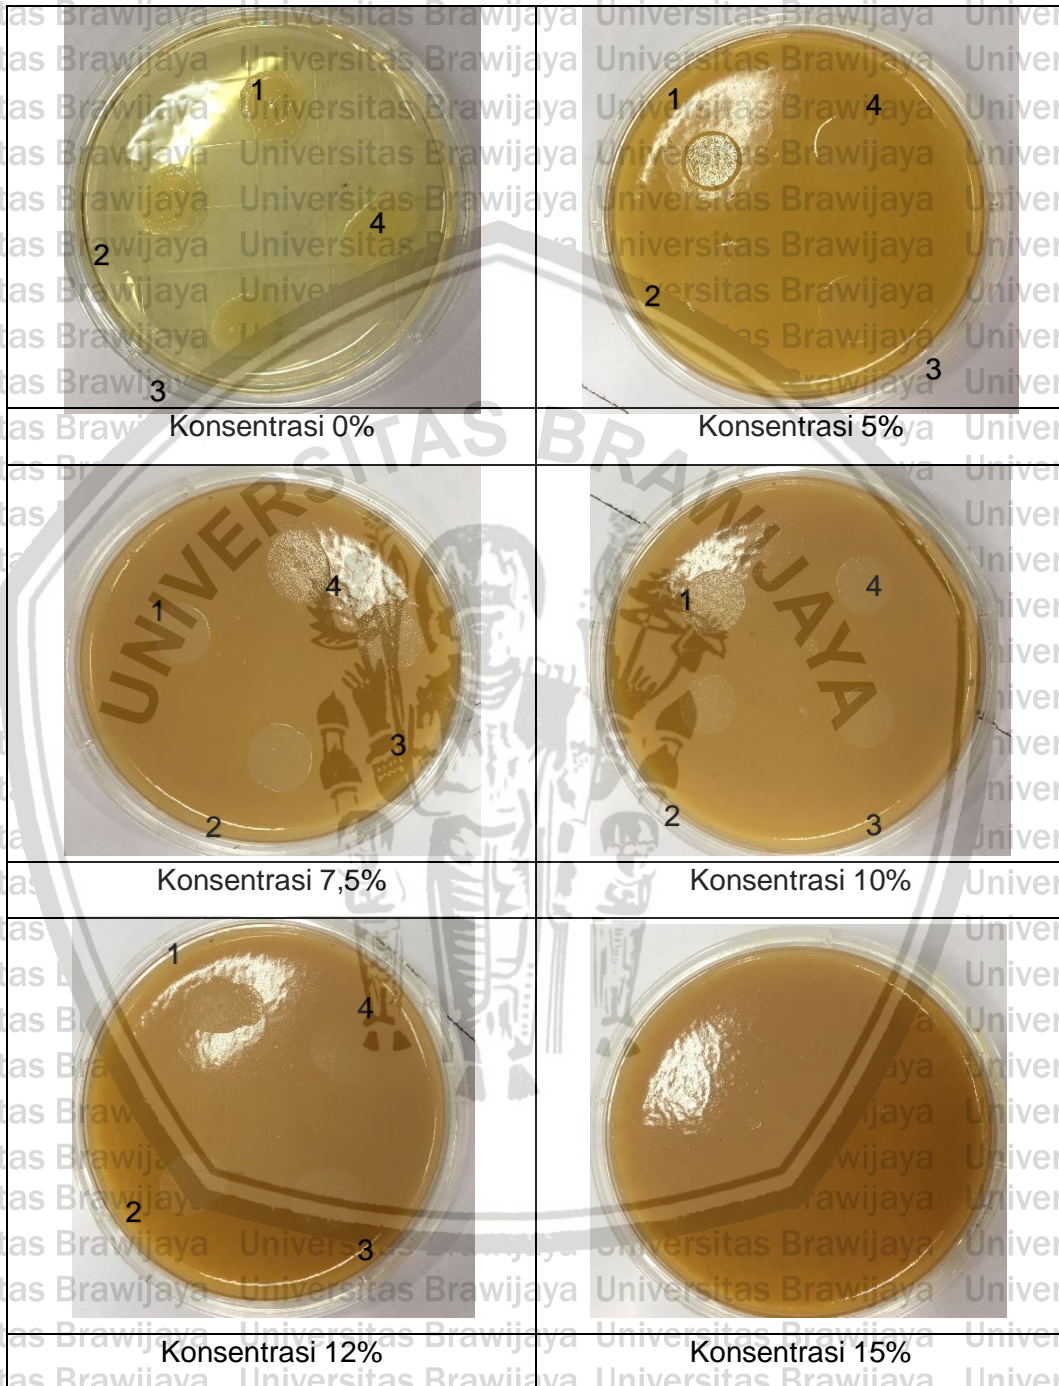 1
2
3
4
1
2
3
4
Konsentrasi 0%
Konsentrasi 5%
1
2
3
4
1
2
3
4
Konsentrasi 7,5%
Konsentrasi 10%
1
2
3
4
Konsentrasi 12%
Konsentrasi 15%
UNIVERSITAS BRAWIJAYA
Universitas Brawijaya